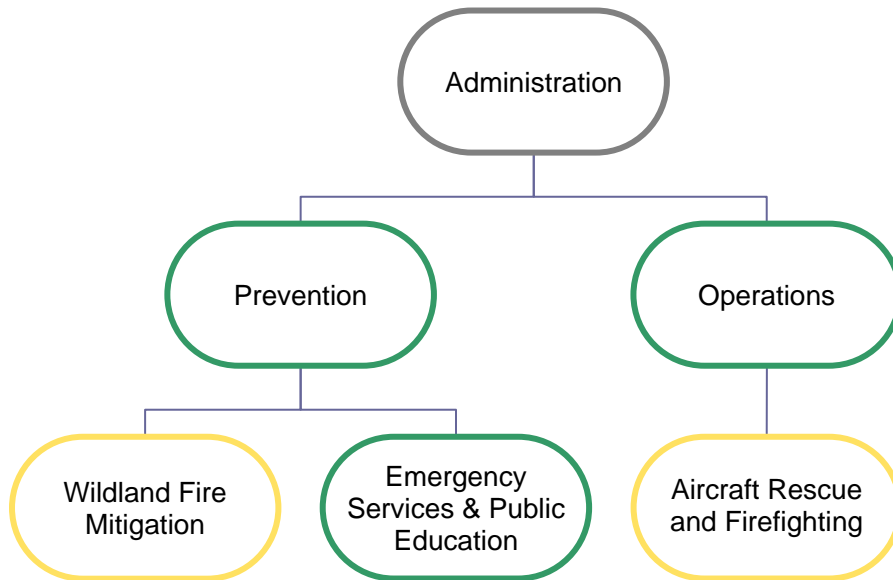 Administration
Prevention
Operations
Wildland Fire
Mitigation
Emergency
Services & Public
Education
Aircraft Rescue
and Firefighting